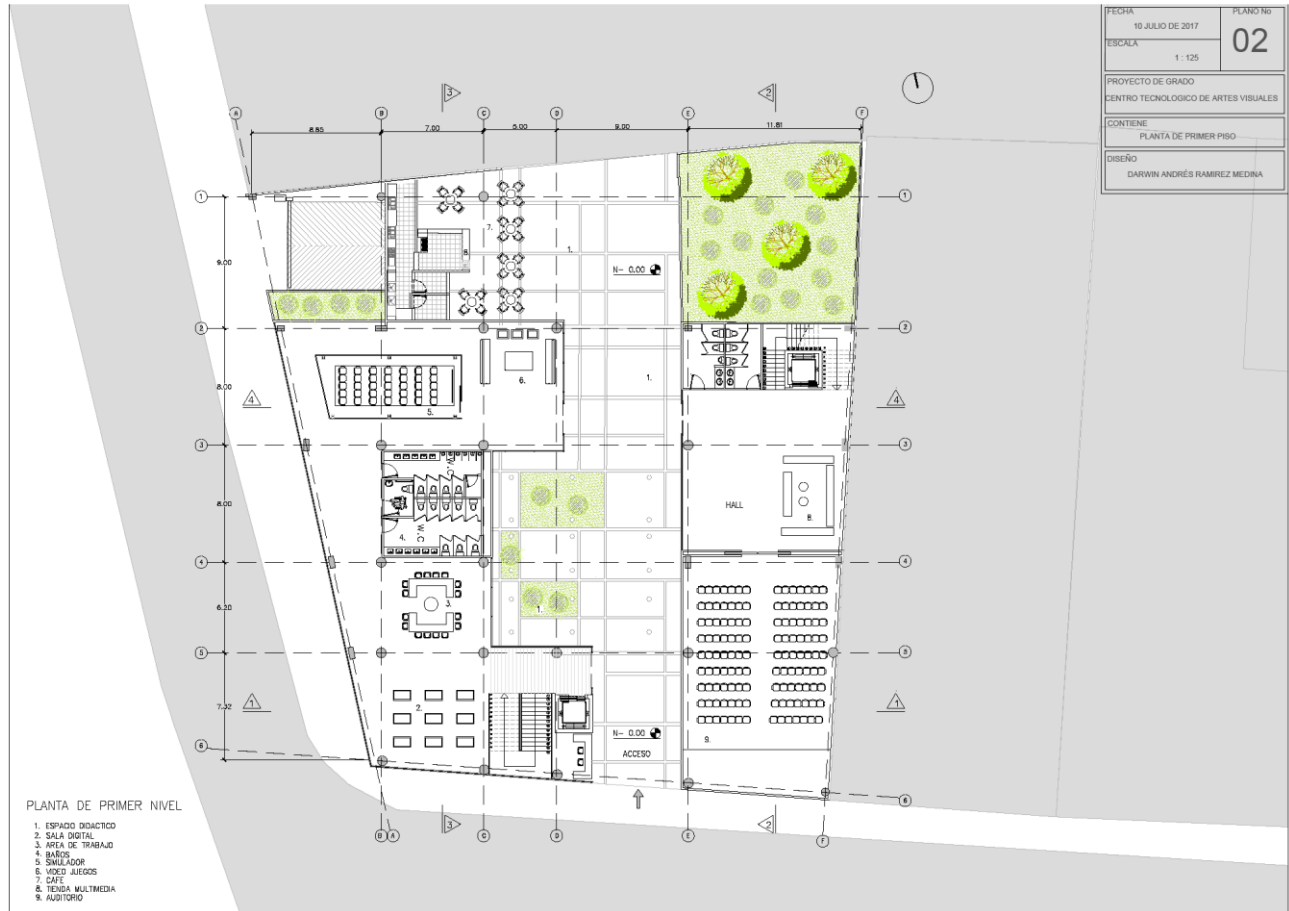 FECHA
PLANO No
10 JULIO DE 2017
02
ESCALA
1 : 125
PROYECTO DE GRADO
CENTRO TECNOLOGICO DE ARTES VISUALES
CONTIENE
PLANTA DE PRIMER PISO
DISEÑO
DARWIN ANDRÉS RAMIREZ MEDINA
3
2
A
B
C
D
E
F
8.85
7.00
5.00
9.00
11.81
1
1
7.
1.
8
9.00
N- 0.00
2
2
8.00
6.
1.
5.
4
4
3
3
W.C
8.00
HALL
8.
W.C
4.
4
4
6.20
3.
1.
5
5
7.32
1
1
2.
N- 0.00
9.
6
ACCESO
6
3
2
B
A
C
D
E
F
PLANTA DE PRIMER NIVEL
1. ESPACIO DIDACTICO
2. SALA DIGITAL
3. AREA DE TRABAJO
4. BAÑOS
5. SIMULADOR
6. VIDEO JUEGOS
7. CAFE
8. TIENDA MULTIMEDIA
9. AUDITORIO